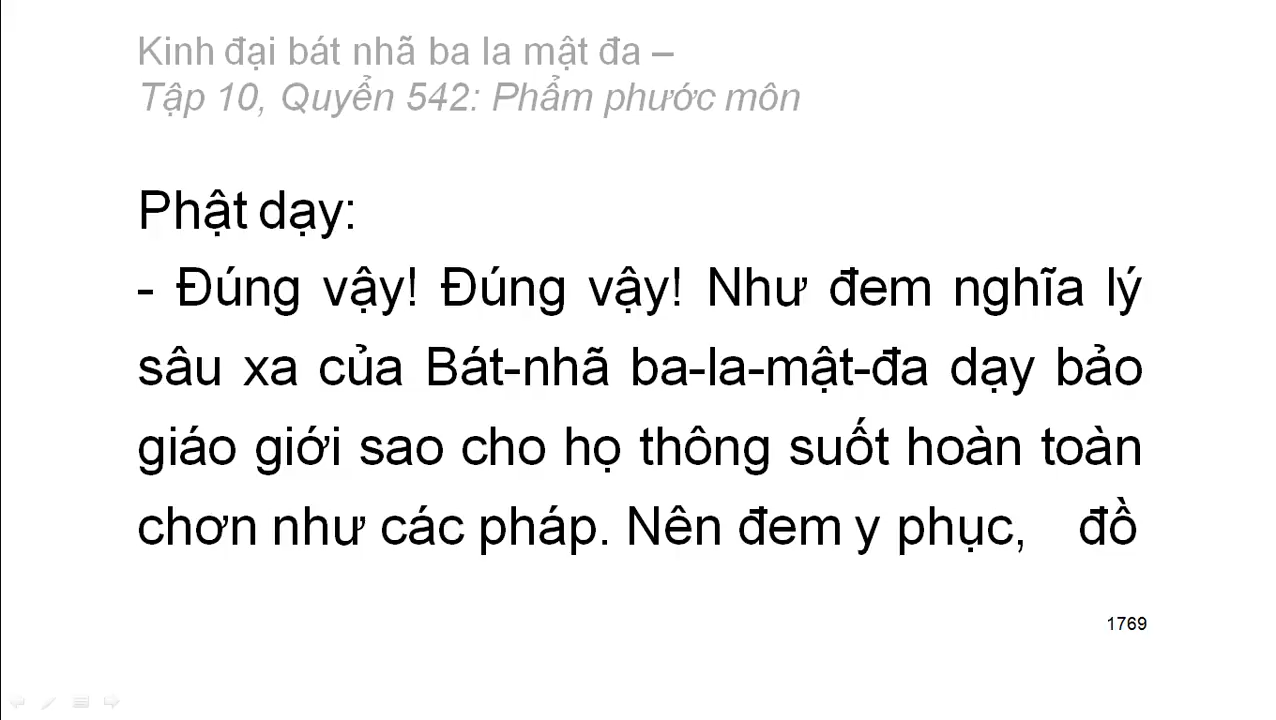 Kinh đại bát nhã ba la mật đa –
Tập 10, Quyển 542: Phẩm phước môn
Phật dạy:
- Đúng vậy! Đúng vậy! Như đem nghĩa lý
sâu xa của Bát-nhã ba-la-mật-đa dạy bảo
giáo giới sao cho họ thông suốt hoàn toàn
chơn như các pháp. Nên đem y phục, đồ
1769